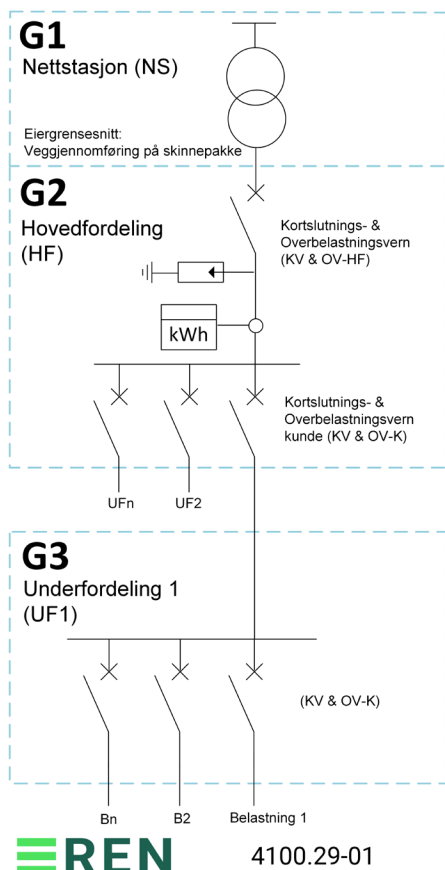 G1
Nettstasjon (NS)
Eiergrensesnitt:
Veggjennomføring på skinnepakke
G2
Hovedfordeling
(HF)
Kortslutnings- &
Overbelastningsvern
(KV & OV-HF)
kWh
Kortslutnings- &
Overbelastningsvern
kunde (KV & OV-K)
UFn
UF2
G3
Underfordeling 1
(UF1)
(KV & OV-K)
Bn
B2
Belastning 1
REN
4100.29-01